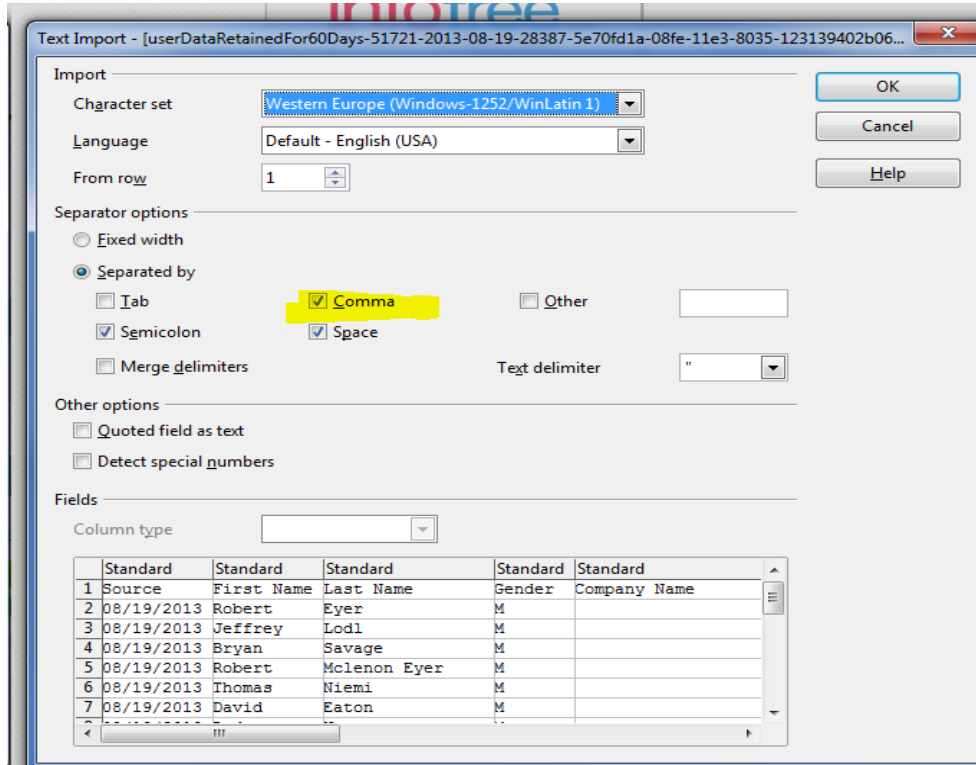 infofree
Text Import - [userDataRetainedFor60Days-51721-2013-08-19-28387-5e70fd1a-08fe-11e3-8035-123139402b06...
Import
Character set Western Europe (Windows-1252/WinLatin 1)
OK
Language Default - English (USA)
Cancel
From row 1
Help
Separator options
Fixed width
Separated by
Tab Comma Other
Semicolon Space
Merge delimiters Text delimiter "
Other options
Quoted field as text
Detect special numbers
Fields
Column type
Standard Standard Standard Standard Standard
1 Source First Name Last Name Gender Company Name
2 08/19/2013 Robert Eyer M
3 08/19/2013 Jeffrey Lodl M
4 08/19/2013 Bryan Savage M
5 08/19/2013 Robert Mclenon Eyer M
6 08/19/2013 Thomas Niemi M
7 08/19/2013 David Eaton M